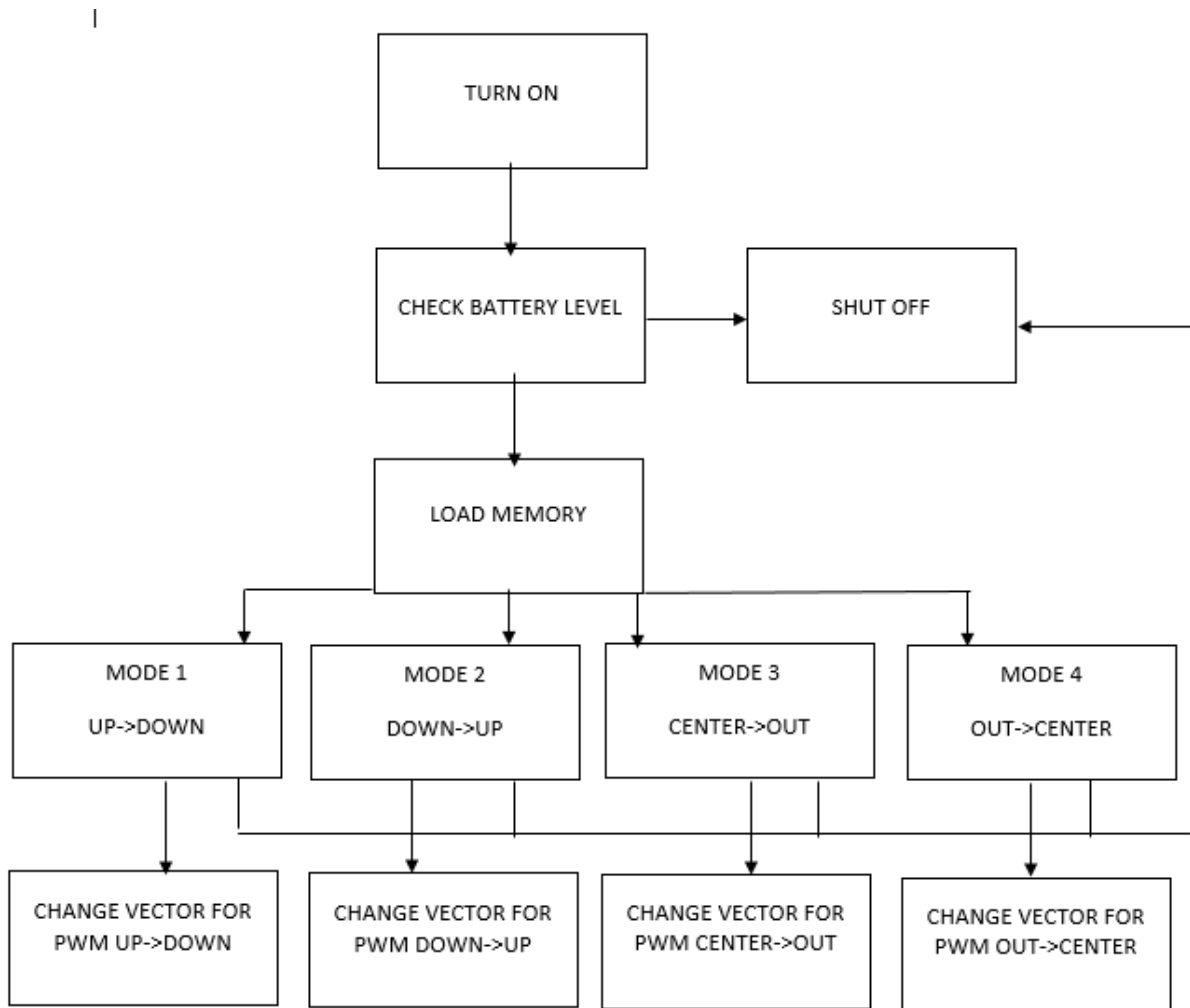 TURN ON
CHECK BATTERY LEVEL
SHUT OFF
LOAD MEMORY
MODE 1
UP->DOWN
MODE 2
DOWN->UP
MODE 3
CENTER->OUT
MODE 4
OUT->CENTER
CHANGE VECTOR FOR
PWM UP->DOWN
CHANGE VECTOR FOR
PWM DOWN->UP
CHANGE VECTOR FOR
PWM CENTER->OUT
CHANGE VECTOR FOR
PWM OUT->CENTER